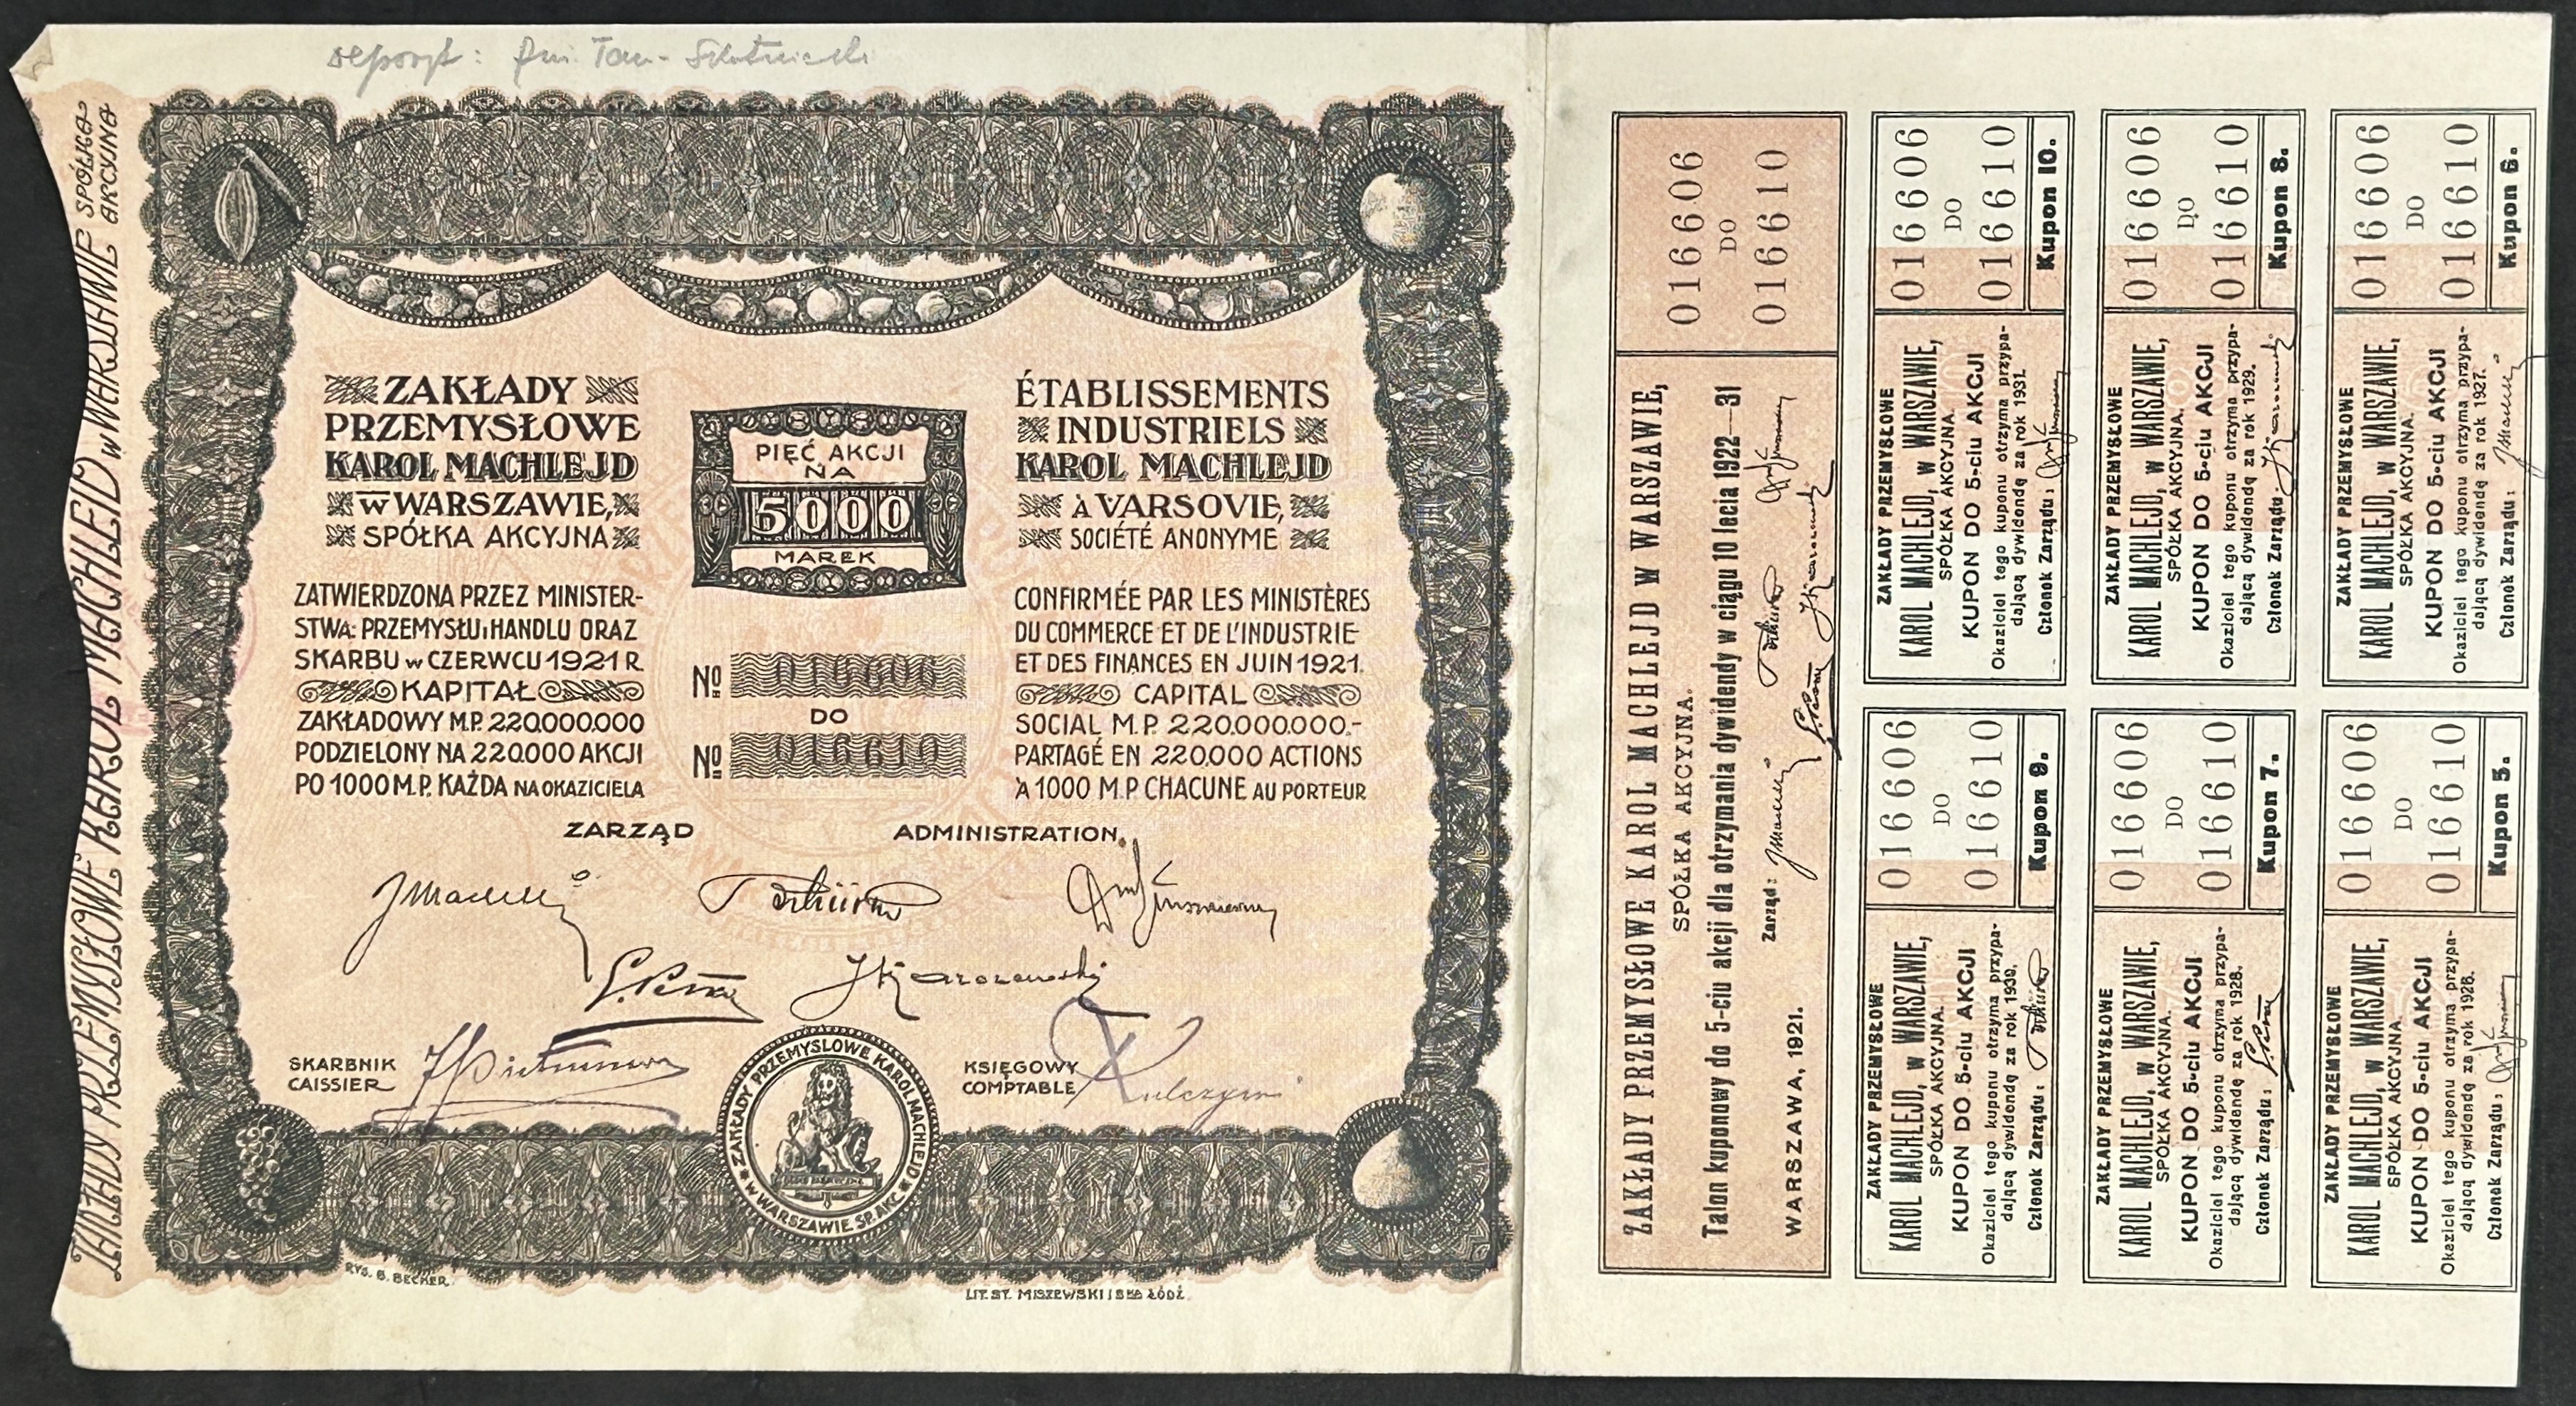 depozyt:
ZAKŁADY PRZEMYSŁOWE KAROL MACHLEJD w WARSZAWIE SPÓŁKA
AKCYJNA
ZAKŁADY
PRZEMYSŁOWE
KAROL MACHLEJD
w WARSZAWIE,
SPÓŁKA AKCYJNA
PIĘĆ AKCJI
NA
5000
MAREK
ÉTABLISSEMENTS
INDUSTRIELS
KAROL MACHLEJD
À VARSOVIE,
SOCIÉTÉ ANONYME
ZATWIERDZONA PRZEZ MINISTER-
STWA: PRZEMYSŁU i HANDLU ORAZ
SKARBU w CZERWCU 1921 R.
KAPITAŁ
ZAKŁADOWY M.P. 220.000.000
PODZIELONY NA 220.000 AKCJI
PO 1000 M.P. KAŻDA NA OKAZICIELA
No 016606
DO
No 016610
CONFIRMÉE PAR LES MINISTÈRES
DU COMMERCE ET DE L'INDUSTRIE
ET DES FINANCES EN JUIN 1921.
CAPITAL
SOCIAL M.P. 220.000.000.-
PARTAGÉ EN 220.000 ACTIONS
À 1000 M.P CHACUNE AU PORTEUR
ZARZĄD ADMINISTRATION.
SKARBNIK
CAISSIER
KSIĘGOWY
COMPTABLE
ZAKŁADY PRZEMYSLOWE KAROL MACHLEJD
w WARSZAWIE SP. AKC.
RYS. B. BECKER.
LIT. ST. MISZEWSKI i SKA ŁÓDŹ.
016606
DO
016610
ZAKŁADY PRZEMYSŁOWE KAROL MACHLEJD W WARSZAWIE,
SPÓŁKA AKCYJNA.
Talon kuponowy do 5-ciu akcji dla otrzymania dywidendy w ciągu 10 lecia 1922—31
Zarząd:
WARSZAWA, 1921.
016606
DO
016610
Kupon 10.
ZAKŁADY PRZEMYSŁOWE
KAROL MACHLEJD, w WARSZAWIE,
SPÓŁKA AKCYJNA.
KUPON DO 5-ciu AKCJI
Okaziciel tego kuponu otrzyma przypa-
dającą dywidendę za rok 1931.
Członek Zarządu:
016606
DO
016610
Kupon 8.
ZAKŁADY PRZEMYSŁOWE
KAROL MACHLEJD, w WARSZAWIE,
SPÓŁKA AKCYJNA.
KUPON DO 5-ciu AKCJI
Okaziciel tego kuponu otrzyma przypa-
dającą dywidendę za rok 1929.
Członek Zarządu:
016606
DO
016610
Kupon 6.
ZAKŁADY PRZEMYSŁOWE
KAROL MACHLEJD, w WARSZAWIE,
SPÓŁKA AKCYJNA.
KUPON DO 5-ciu AKCJI
Okaziciel tego kuponu otrzyma przypa-
dającą dywidendę za rok 1927.
Członek Zarządu:
016606
DO
016610
Kupon 9.
ZAKŁADY PRZEMYSŁOWE
KAROL MACHLEJD, w WARSZAWIE,
SPÓŁKA AKCYJNA.
KUPON DO 5-ciu AKCJI
Okaziciel tego kuponu otrzyma przypa-
dającą dywidendę za rok 1930.
Członek Zarządu:
016606
DO
016610
Kupon 7.
ZAKŁADY PRZEMYSŁOWE
KAROL MACHLEJD, w WARSZAWIE,
SPÓŁKA AKCYJNA.
KUPON DO 5-ciu AKCJI
Okaziciel tego kuponu otrzyma przypa-
dającą dywidendę za rok 1928.
Członek Zarządu:
016606
DO
016610
Kupon 5.
ZAKŁADY PRZEMYSŁOWE
KAROL MACHLEJD, w WARSZAWIE,
SPÓŁKA AKCYJNA.
KUPON DO 5-ciu AKCJI
Okaziciel tego kuponu otrzyma przypa-
dającą dywidendę za rok 1926.
Członek Zarządu: